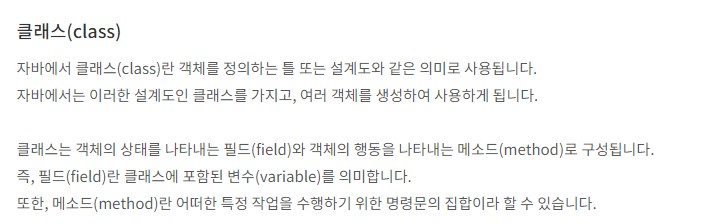 클래스(class)
자바에서 클래스(class)란 객체를 정의하는 틀 또는 설계도와 같은 의미로 사용됩니다.
자바에서는 이러한 설계도인 클래스를 가지고, 여러 객체를 생성하여 사용하게 됩니다.
클래스는 객체의 상태를 나타내는 필드(field)와 객체의 행동을 나타내는 메소드(method)로 구성됩니다.
즉, 필드(field)란 클래스에 포함된 변수(variable)를 의미합니다.
또한, 메소드(method)란 어떠한 특정 작업을 수행하기 위한 명령문의 집합이라 할 수 있습니다.